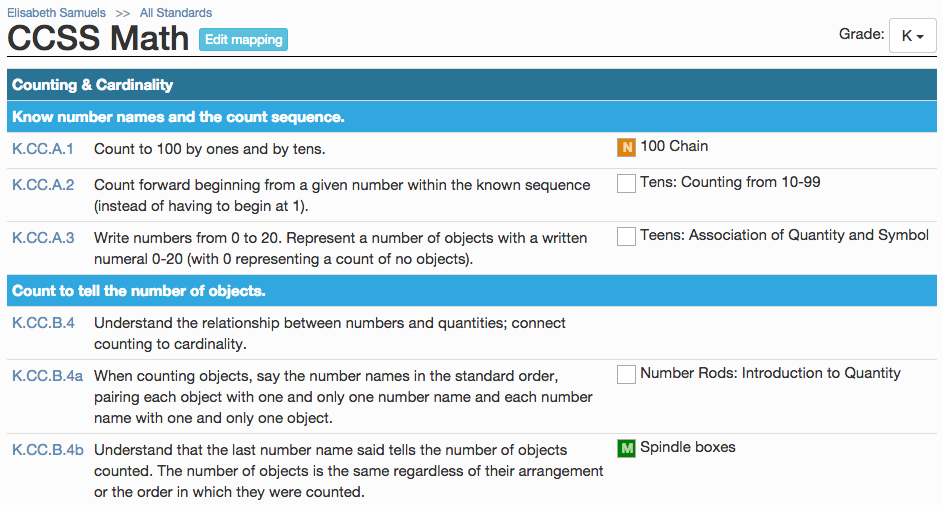 Elisabeth Samuels >> All Standards
CCSS Math Edit mapping Grade: K
Counting & Cardinality
Know number names and the count sequence.
K.CC.A.1 Count to 100 by ones and by tens. N 100 Chain
K.CC.A.2 Count forward beginning from a given number within the known sequence Tens: Counting from 10-99
(instead of having to begin at 1).
K.CC.A.3 Write numbers from 0 to 20. Represent a number of objects with a written Teens: Association of Quantity and Symbol
numeral 0-20 (with 0 representing a count of no objects).
Count to tell the number of objects.
K.CC.B.4 Understand the relationship between numbers and quantities; connect
counting to cardinality.
K.CC.B.4a When counting objects, say the number names in the standard order, Number Rods: Introduction to Quantity
pairing each object with one and only one number name and each number
name with one and only one object.
K.CC.B.4b Understand that the last number name said tells the number of objects M Spindle boxes
counted. The number of objects is the same regardless of their arrangement
or the order in which they were counted.